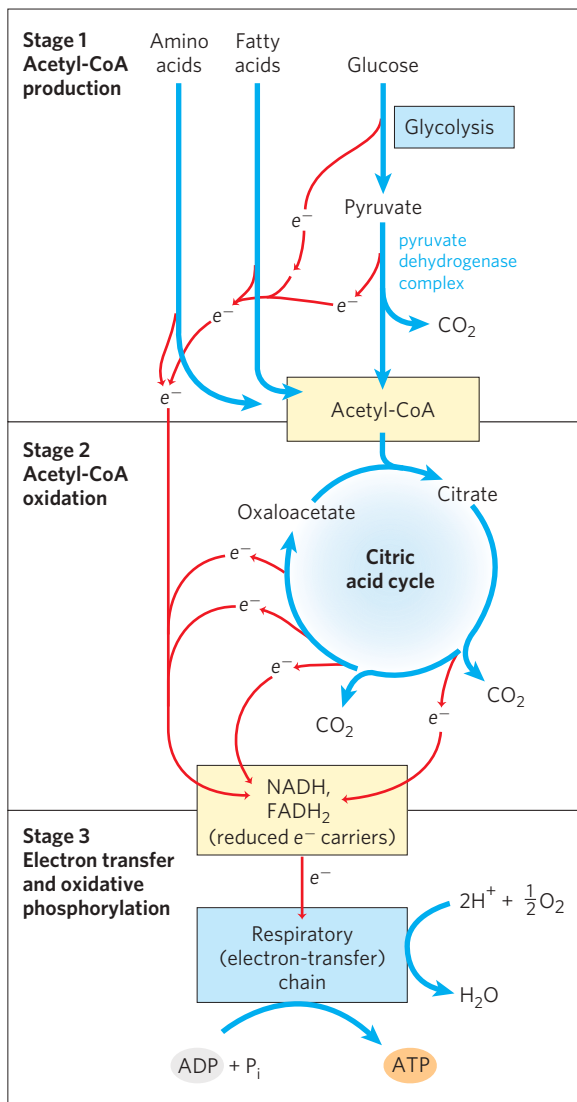 Stage 1
Acetyl-CoA
production
Amino
acids
Fatty
acids
Glucose
Glycolysis
e⁻
Pyruvate
pyruvate
dehydrogenase
complex
e⁻
e⁻
CO₂
e⁻
Acetyl-CoA
Stage 2
Acetyl-CoA
oxidation
Citrate
Oxaloacetate
e⁻
Citric
acid cycle
e⁻
e⁻
CO₂
e⁻
CO₂
NADH,
FADH₂
(reduced e⁻ carriers)
Stage 3
Electron transfer
and oxidative
phosphorylation
e⁻
2H⁺ + ½O₂
Respiratory
(electron-transfer)
chain
H₂O
ADP + Pᵢ
ATP